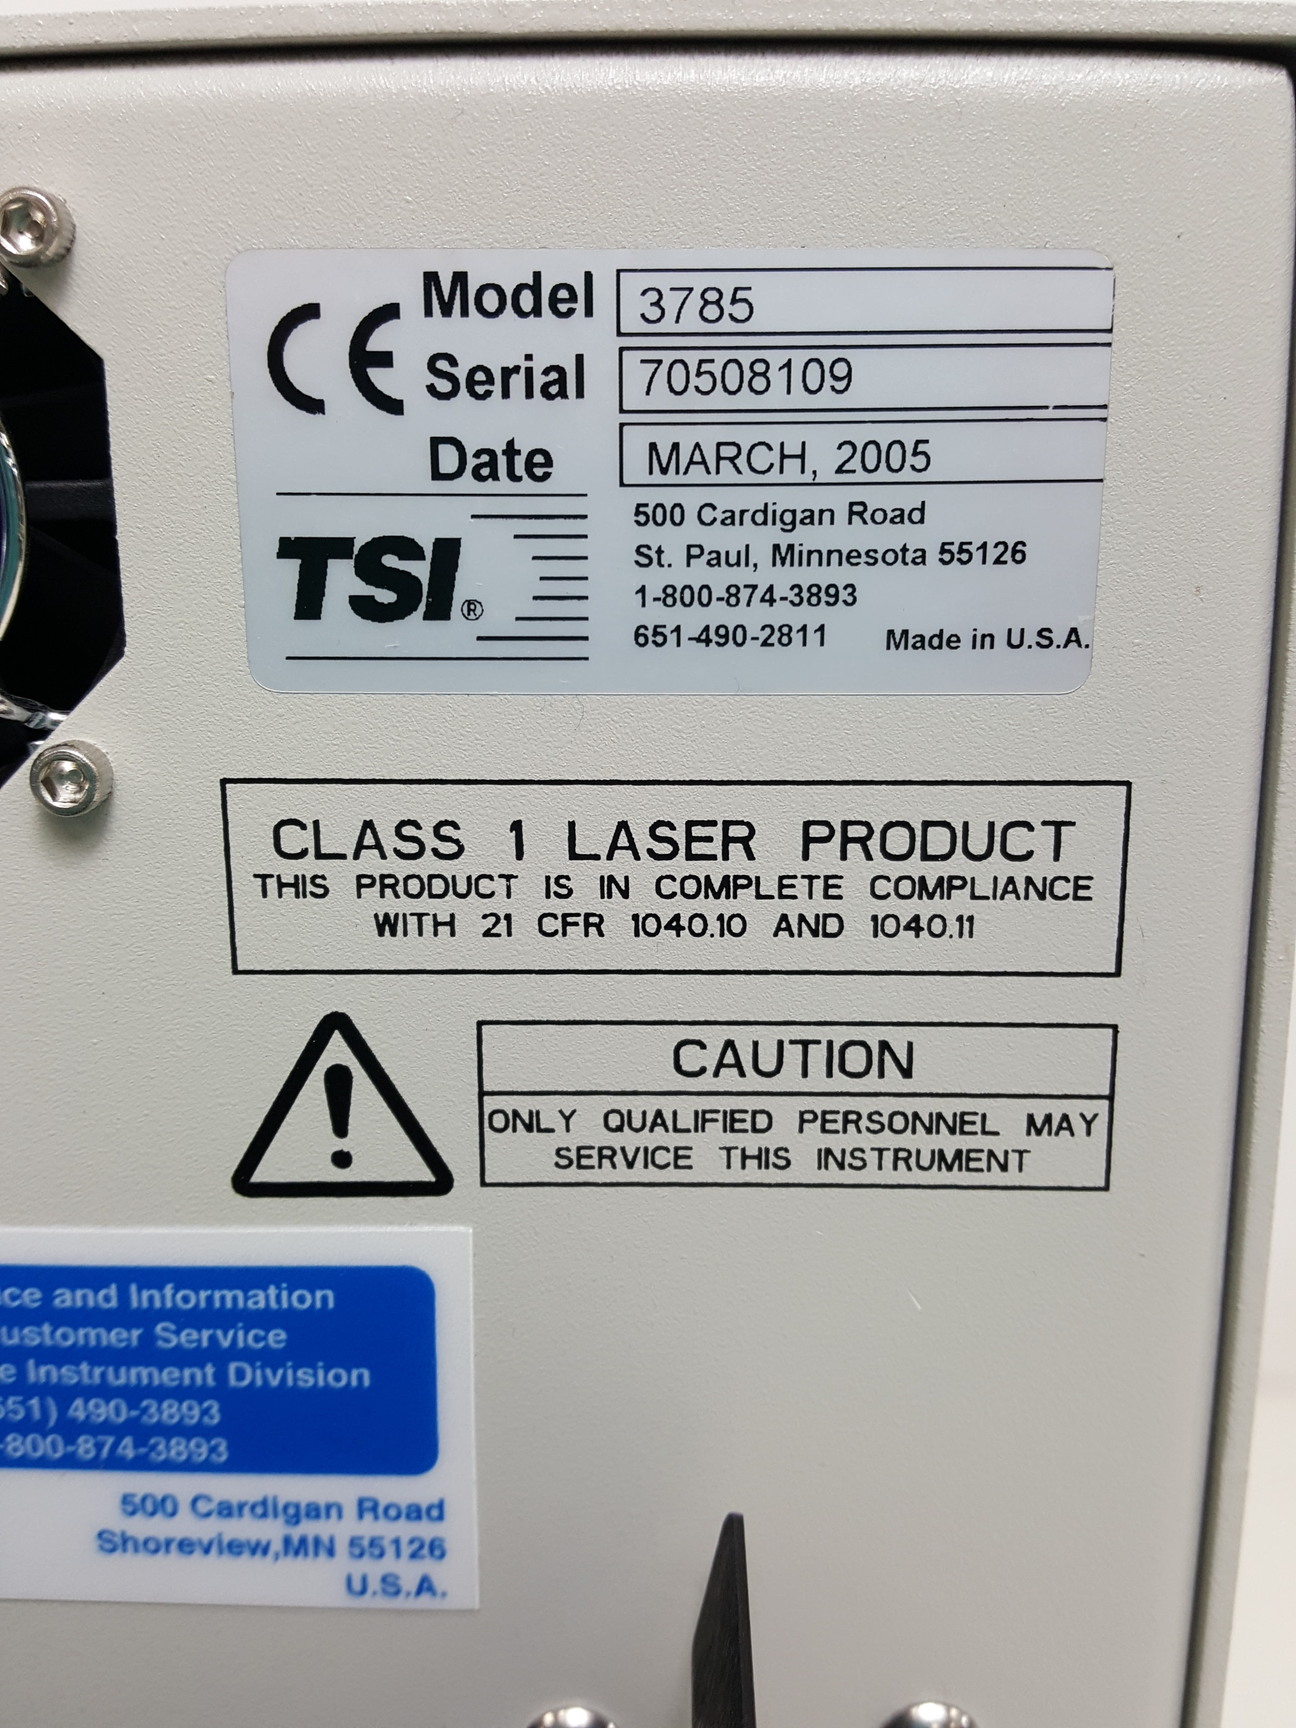 CE
Model 3785
Serial 70508109
Date MARCH, 2005
TSI®
500 Cardigan Road
St. Paul, Minnesota 55126
1-800-874-3893
651-490-2811 Made in U.S.A.
CLASS 1 LASER PRODUCT
THIS PRODUCT IS IN COMPLETE COMPLIANCE
WITH 21 CFR 1040.10 AND 1040.11
CAUTION
ONLY QUALIFIED PERSONNEL MAY
SERVICE THIS INSTRUMENT
ce and Information
ustomer Service
e Instrument Division
651) 490-3893
-800-874-3893
500 Cardigan Road
Shoreview,MN 55126
U.S.A.